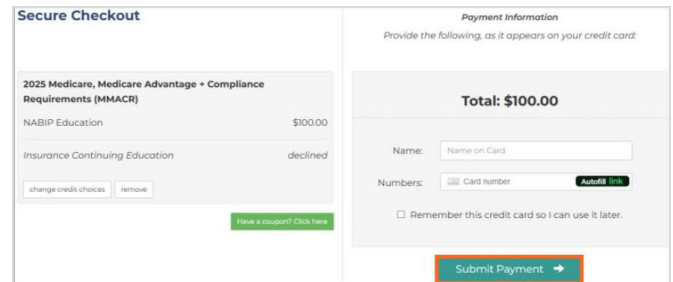 Secure Checkout
2025 Medicare, Medicare Advantage + Compliance
Requirements (MMACR)
NABIP Education $100.00
Insurance Continuing Education declined
change credit choices remove
Have a coupon? Click here
Payment Information
Provide the following, as it appears on your credit card:
Total: $100.00
Name: Name on Card
Numbers: Card number Autofill link
Remember this credit card so I can use it later.
Submit Payment →